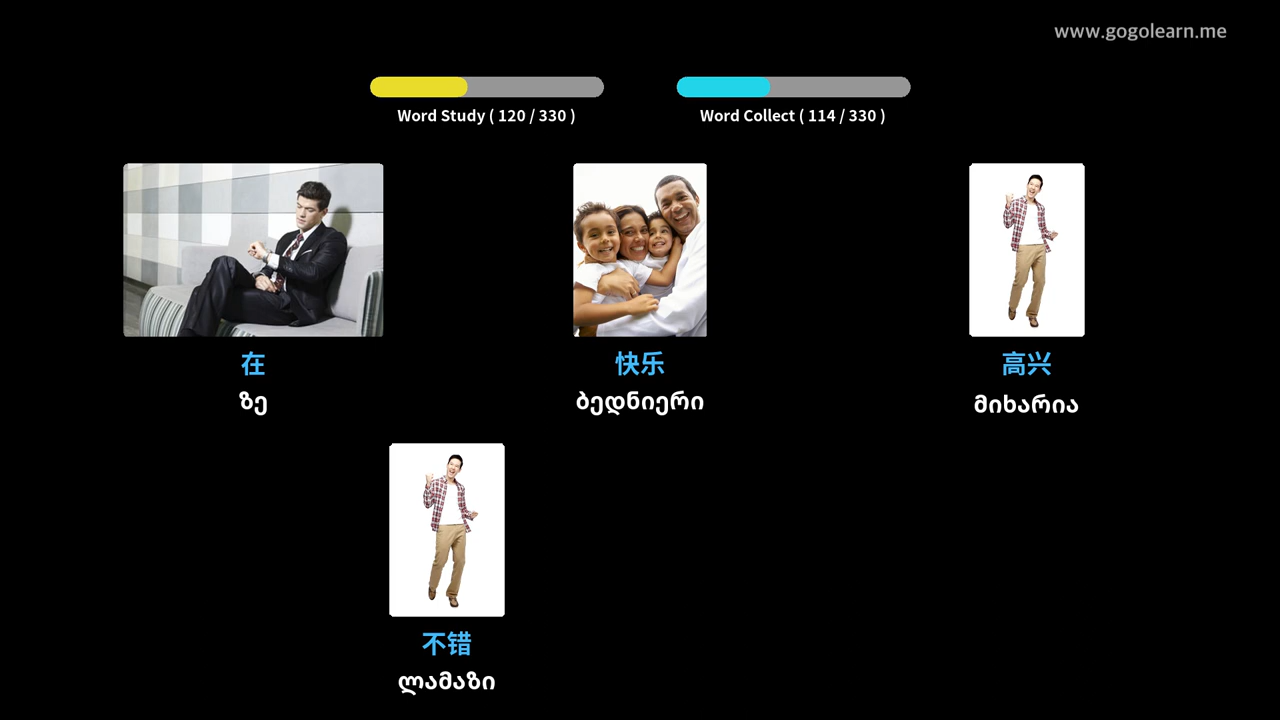 www.gogolearn.me
Word Study ( 120 / 330 )
Word Collect ( 114 / 330 )
在
ზე
快乐
ბედნიერი
高兴
მიხარია
不错
ლამაზი